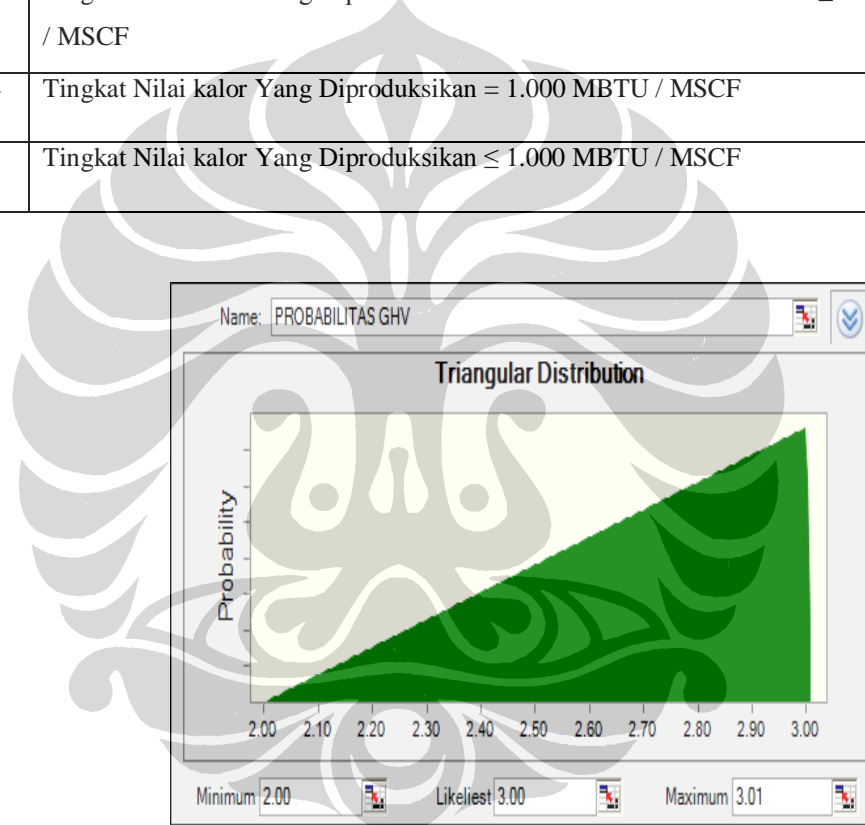 / MSCF
Tingkat Nilai kalor Yang Diproduksikan = 1.000 MBTU / MSCF
Tingkat Nilai kalor Yang Diproduksikan ≤ 1.000 MBTU / MSCF
Name: PROBABILITAS GHV
Triangular Distribution
Probability
2.00 2.10 2.20 2.30 2.40 2.50 2.60 2.70 2.80 2.90 3.00
Minimum 2.00 Likeliest 3.00 Maximum 3.01